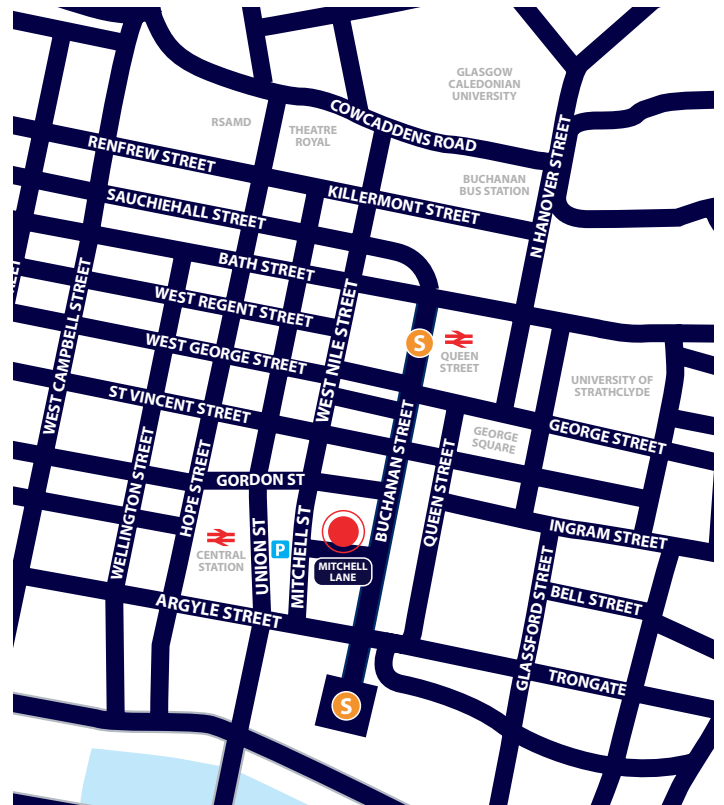 GLASGOW
CALEDONIAN
UNIVERSITY
COWCADDENS ROAD
RSAMD
THEATRE
ROYAL
N HANOVER STREET
RENFREW STREET
BUCHANAN
BUS STATION
KILLERMONT STREET
SAUCHIEHALL STREET
BATH STREET
WEST REGENT STREET
WEST NILE STREET
WEST CAMPBELL STREET
WEST GEORGE STREET
S
QUEEN
STREET
UNIVERSITY OF
STRATHCLYDE
ST VINCENT STREET
BUCHANAN STREET
GEORGE
SQUARE
GEORGE STREET
WELLINGTON STREET
HOPE STREET
GORDON ST
QUEEN STREET
UNION ST
MITCHELL ST
INGRAM STREET
CENTRAL
STATION
P
MITCHELL
LANE
GLASSFORD STREET
BELL STREET
ARGYLE STREET
TRONGATE
S